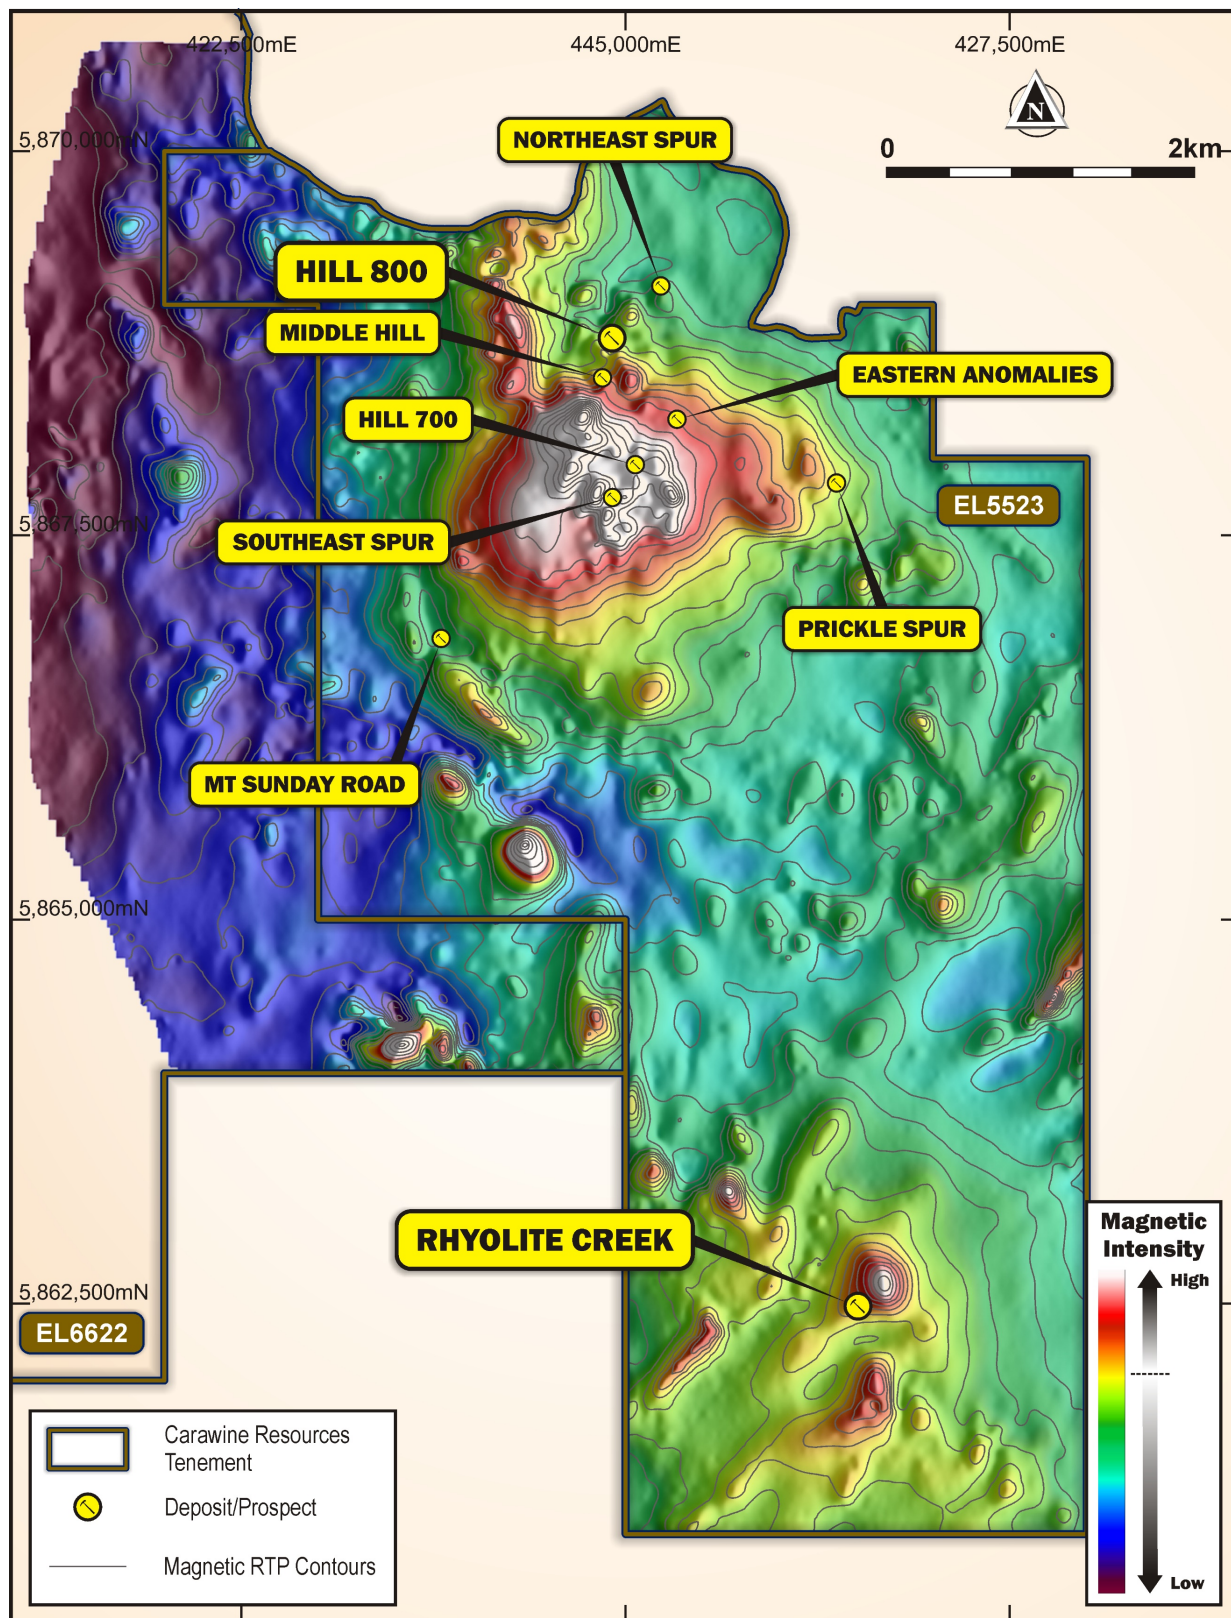 422,500mE
445,000mE
427,500mE
N
5,870,000mN
NORTHEAST SPUR
0
2km
HILL 800
MIDDLE HILL
EASTERN ANOMALIES
HILL 700
EL5523
5,867,500mN
SOUTHEAST SPUR
PRICKLE SPUR
MT SUNDAY ROAD
5,865,000mN
RHYOLITE CREEK
Magnetic
Intensity
High
5,862,500mN
EL6622
Carawine Resources
Tenement
Deposit/Prospect
Magnetic RTP Contours
Low